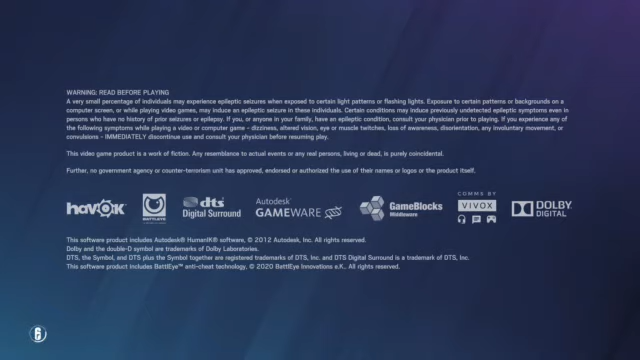 WARNING: READ BEFORE PLAYING
A very small percentage of individuals may experience epileptic seizures when exposed to certain light patterns or flashing lights. Exposure to certain patterns or backgrounds on a
computer screen, or while playing video games, may induce an epileptic seizure in these individuals. Certain conditions may induce previously undetected epileptic symptoms even in
persons who have no history of prior seizures or epilepsy. If you, or anyone in your family, have an epileptic condition, consult your physician prior to playing. If you experience any of
the following symptoms while playing a video or computer game - dizziness, altered vision, eye or muscle twitches, loss of awareness, disorientation, any involuntary movement, or
convulsions - IMMEDIATELY discontinue use and consult your physician before resuming play.
This video game product is a work of fiction. Any resemblance to actual events or any real persons, living or dead, is purely coincidental.
Further, no government agency or counter-terrorism unit has approved, endorsed or authorized the use of their names or logos or the product itself.
havok
BATTLEYE
dts
Digital Surround
Autodesk
GAMEWARE
GameBlocks
Middleware
COMMS BY
VIVOX
DOLBY
DIGITAL
This software product includes Autodesk® HumanIK® software, © 2012 Autodesk, Inc. All rights reserved.
Dolby and the double-D symbol are trademarks of Dolby Laboratories.
DTS, the Symbol, and DTS plus the Symbol together are registered trademarks of DTS, Inc. and DTS Digital Surround is a trademark of DTS, Inc.
This software product includes BattlEye™ anti-cheat technology, © 2020 BattlEye Innovations e.K.. All rights reserved.
6